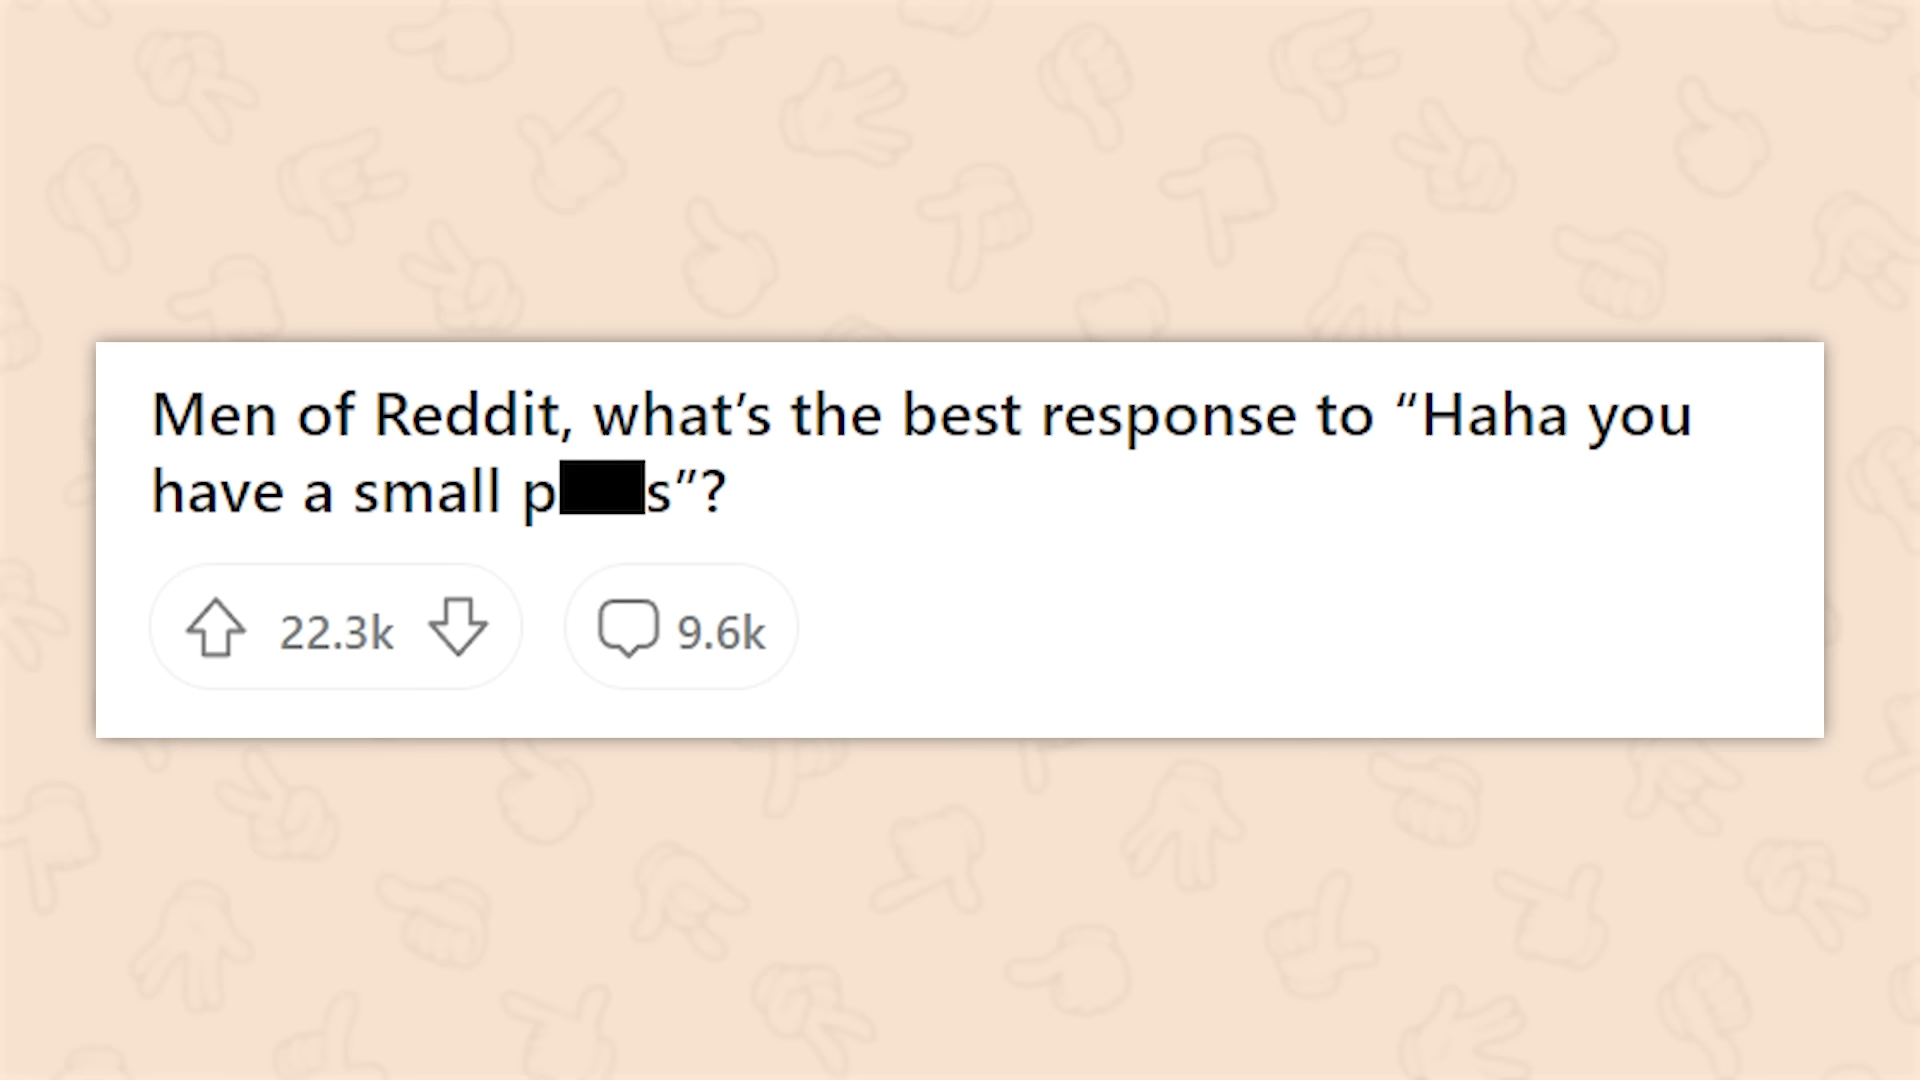 Men of Reddit, what’s the best response to “Haha you
have a small p s”?
22.3k 9.6k